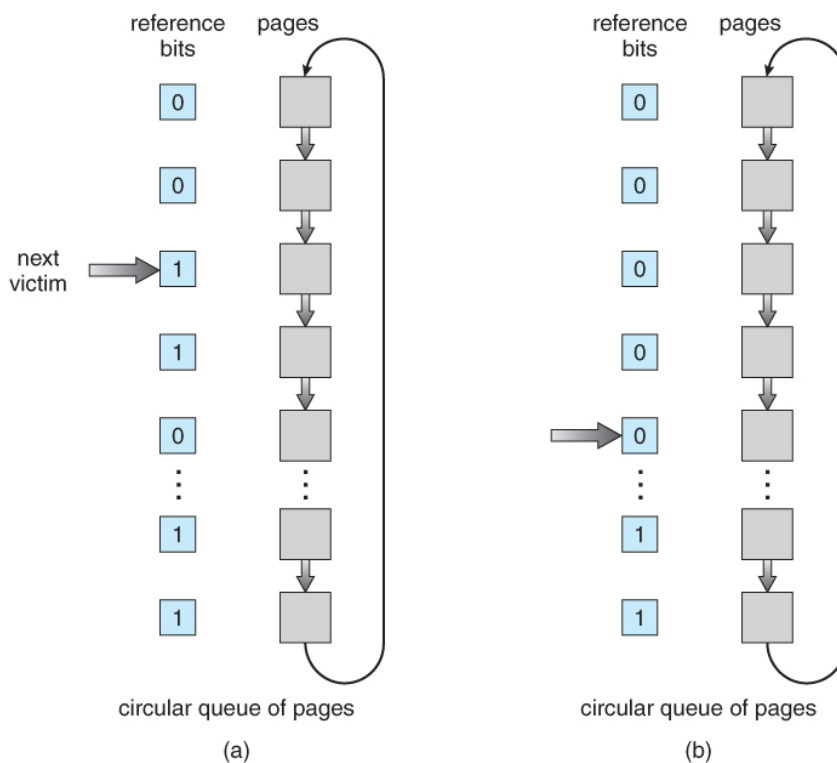 reference
bits
pages
0
0
next
victim
1
1
0
1
1
circular queue of pages
(a)
reference
bits
pages
0
0
0
0
0
1
1
circular queue of pages
(b)